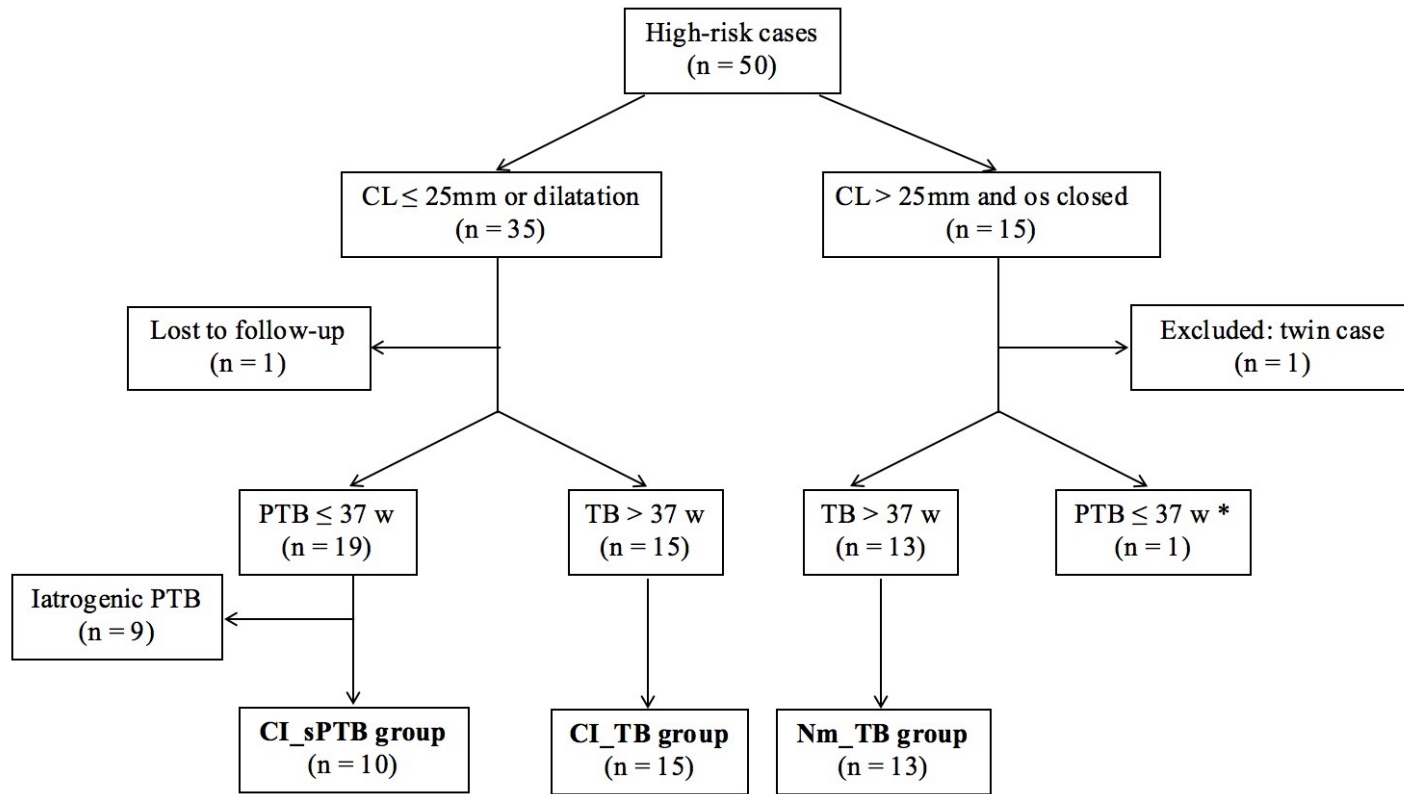 High-risk cases
(n = 50)
CL ≤ 25mm or dilatation
(n = 35)
CL > 25mm and os closed
(n = 15)
Lost to follow-up
(n = 1)
Excluded: twin case
(n = 1)
PTB ≤ 37 w
(n = 19)
TB > 37 w
(n = 15)
TB > 37 w
(n = 13)
PTB ≤ 37 w *
(n = 1)
Iatrogenic PTB
(n = 9)
CI_sPTB group
(n = 10)
CI_TB group
(n = 15)
Nm_TB group
(n = 13)